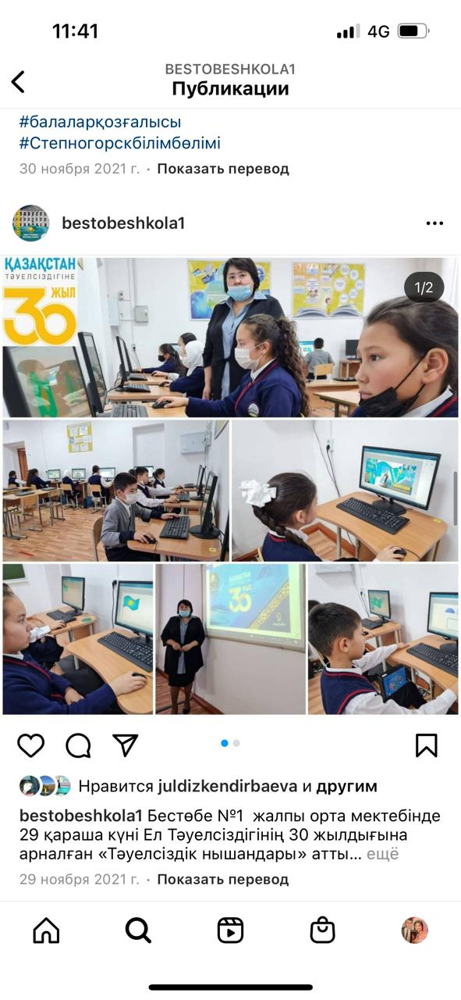 11:41
4G
BESTOBESHKOLA1
Публикации
#балаларқозғалысы
#Степногорскбілімбөлімі
30 ноября 2021 г. · Показать перевод
bestobeshkola1
ҚАЗАҚСТАН
ТӘУЕЛСІЗДІГІНЕ
30 ЖЫЛ
1/2
ҚАЗАҚСТАН
30
Нравится juldizkendirbaeva и другим
bestobeshkola1 Бестөбе №1 жалпы орта мектебінде
29 қараша күні Ел Тәуелсіздігінің 30 жылдығына
арналған «Тәуелсіздік нышандары» атты... ещё
29 ноября 2021 г. · Показать перевод